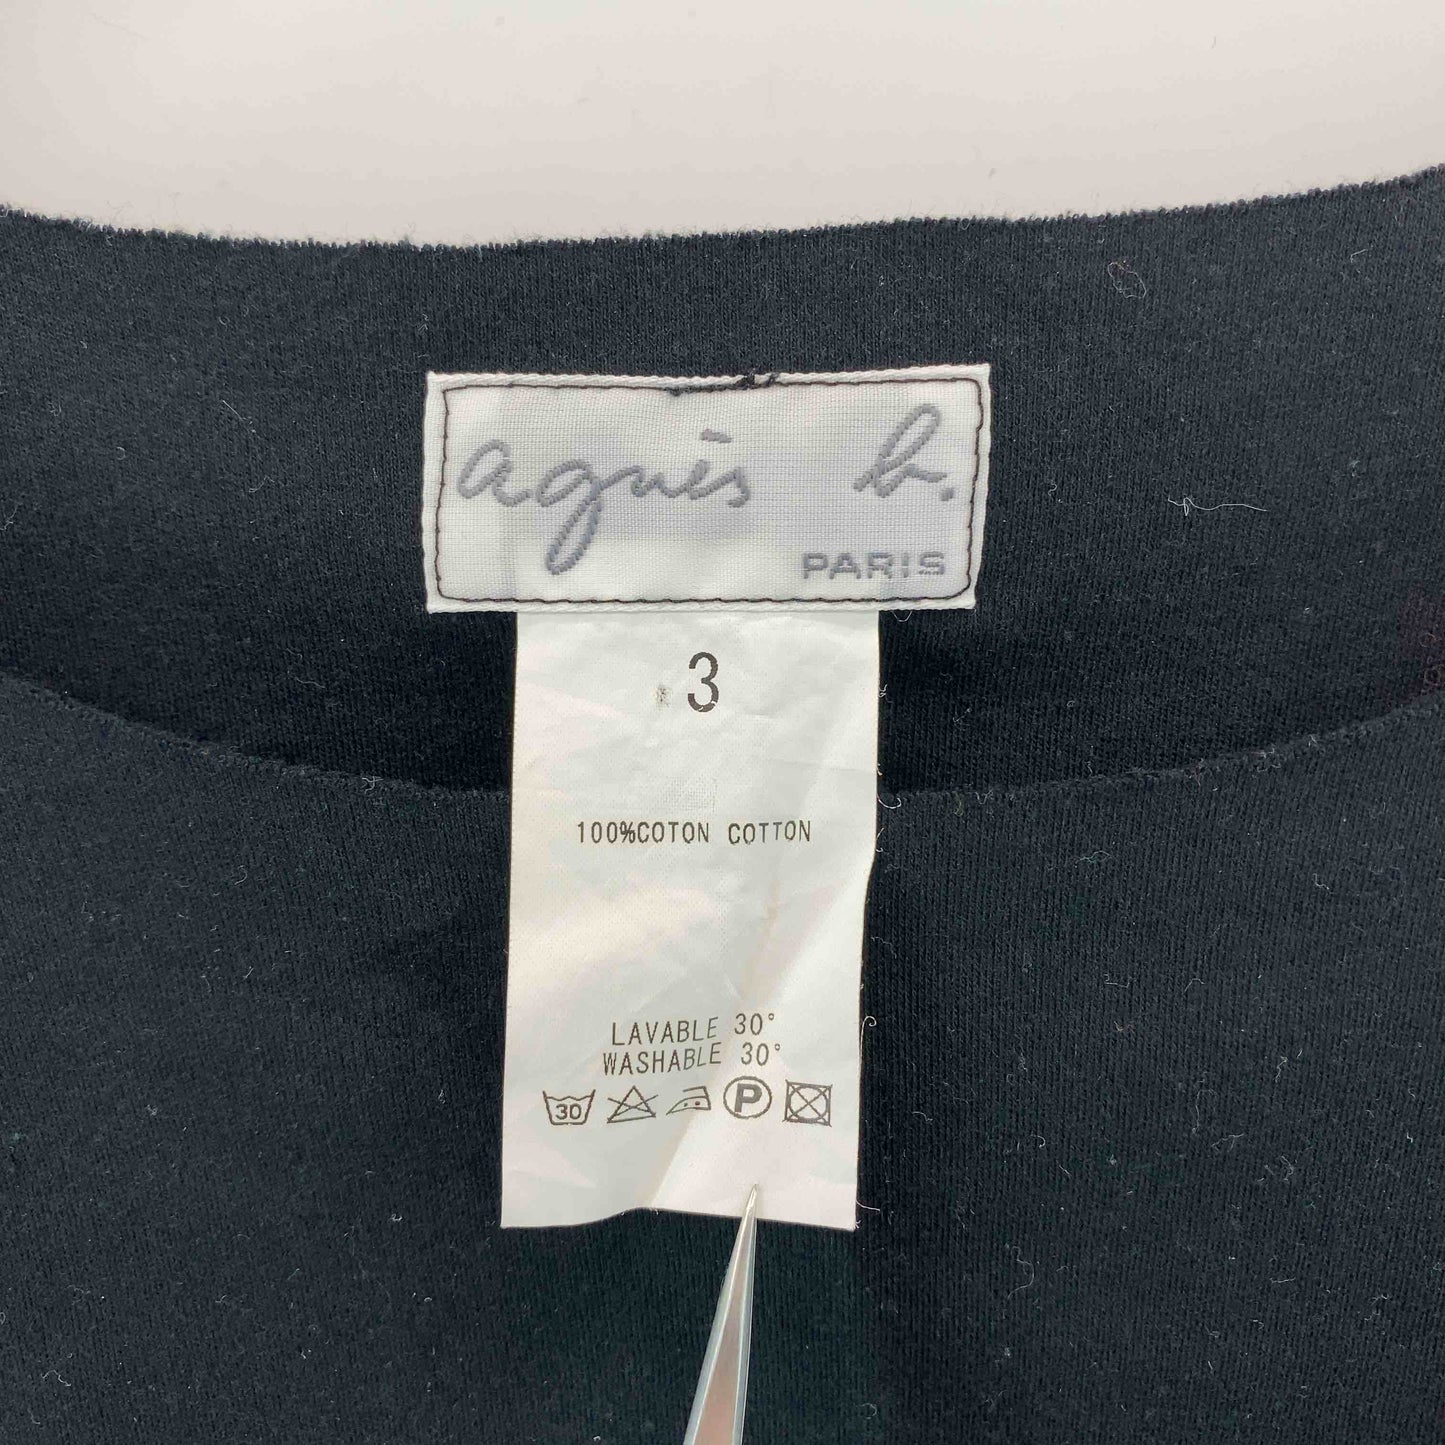 agnès b.
PARIS
3
100%COTON COTTON
LAVABLE 30°
WASHABLE 30°
30 P